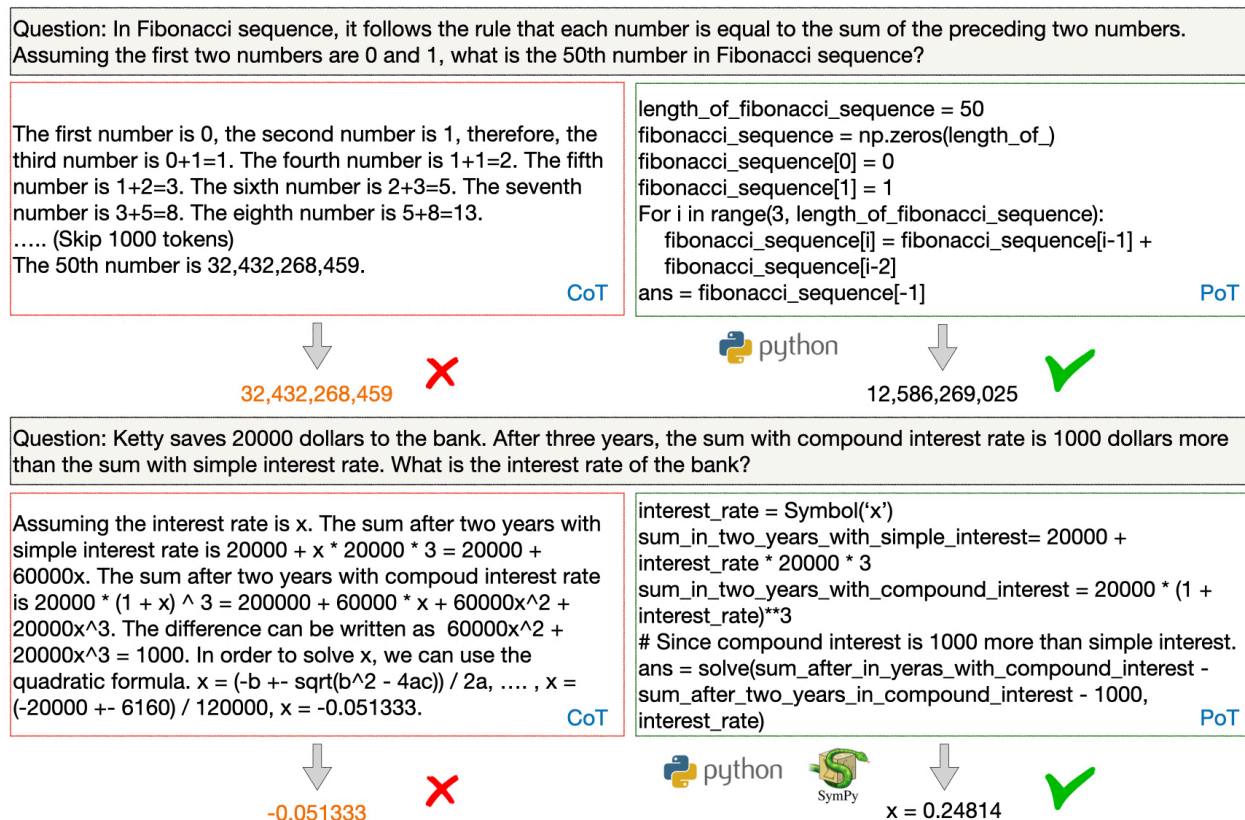 Question: In Fibonacci sequence, it follows the rule that each number is equal to the sum of the preceding two numbers.
Assuming the first two numbers are 0 and 1, what is the 50th number in Fibonacci sequence?
The first number is 0, the second number is 1, therefore, the
third number is 0+1=1. The fourth number is 1+1=2. The fifth
number is 1+2=3. The sixth number is 2+3=5. The seventh
number is 3+5=8. The eighth number is 5+8=13.
..... (Skip 1000 tokens)
The 50th number is 32,432,268,459.
CoT
length_of_fibonacci_sequence = 50
fibonacci_sequence = np.zeros(length_of_)
fibonacci_sequence[0] = 0
fibonacci_sequence[1] = 1
For i in range(3, length_of_fibonacci_sequence):
fibonacci_sequence[i] = fibonacci_sequence[i-1] +
fibonacci_sequence[i-2]
ans = fibonacci_sequence[-1]
PoT
32,432,268,459
python
12,586,269,025
Question: Ketty saves 20000 dollars to the bank. After three years, the sum with compound interest rate is 1000 dollars more
than the sum with simple interest rate. What is the interest rate of the bank?
Assuming the interest rate is x. The sum after two years with
simple interest rate is 20000 + x * 20000 * 3 = 20000 +
60000x. The sum after two years with compoud interest rate
is 20000 * (1 + x) ^ 3 = 200000 + 60000 * x + 60000x^2 +
20000x^3. The difference can be written as 60000x^2 +
20000x^3 = 1000. In order to solve x, we can use the
quadratic formula. x = (-b +- sqrt(b^2 - 4ac)) / 2a, .... , x =
(-20000 +- 6160) / 120000, x = -0.051333.
CoT
interest_rate = Symbol(‘x’)
sum_in_two_years_with_simple_interest= 20000 +
interest_rate * 20000 * 3
sum_in_two_years_with_compound_interest = 20000 * (1 +
interest_rate)**3
# Since compound interest is 1000 more than simple interest.
ans = solve(sum_after_in_yeras_with_compound_interest -
sum_after_two_years_in_compound_interest - 1000,
interest_rate)
PoT
-0.051333
python
SymPy
x = 0.24814